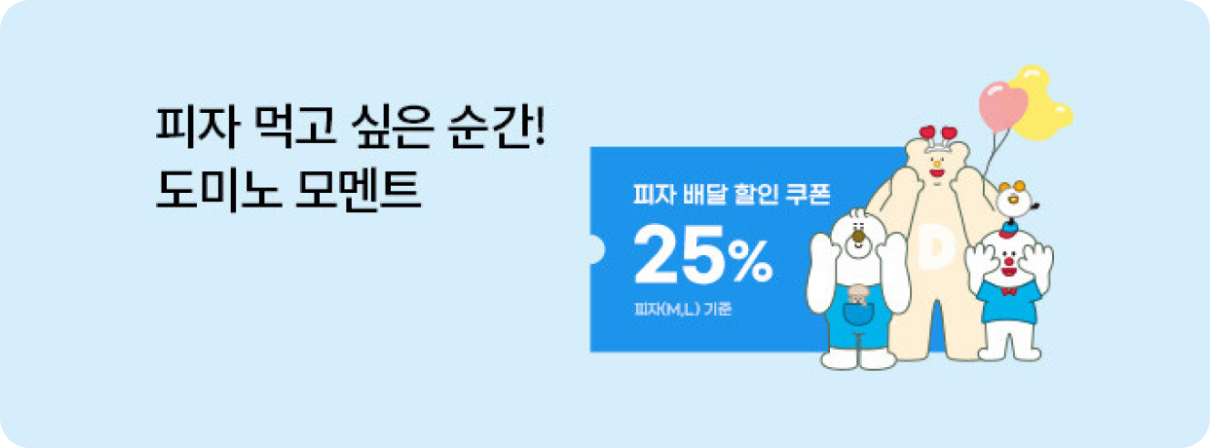 피자 먹고 싶은 순간!
도미노 모멘트
피자 배달 할인 쿠폰
25%
피자(M,L) 기준
D